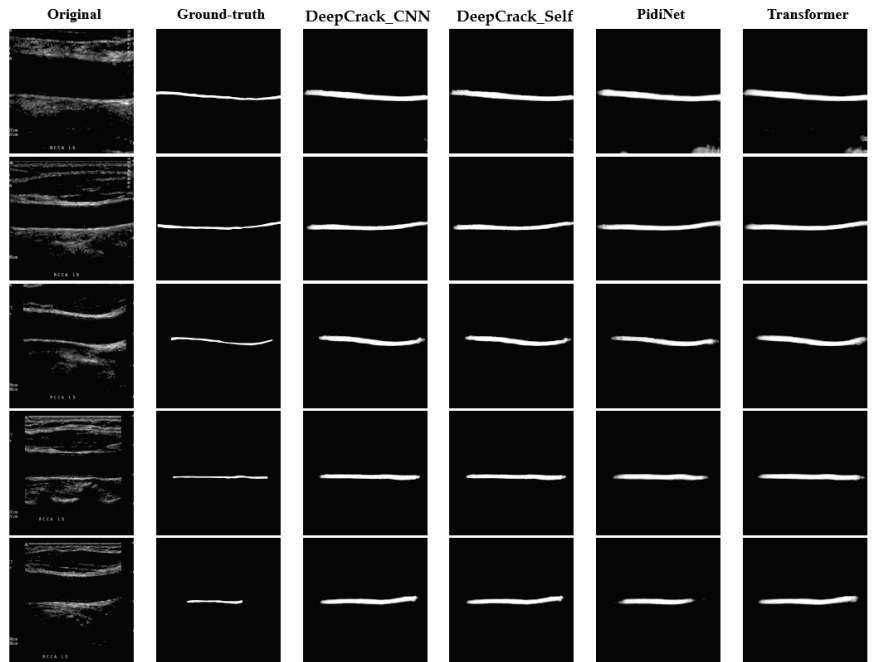 Original Ground-truth DeepCrack_CNN DeepCrack_Self PidiNet Transformer
RCCA LS
RCCA LS
RCCA LS
RCCA LS
RCCA LS